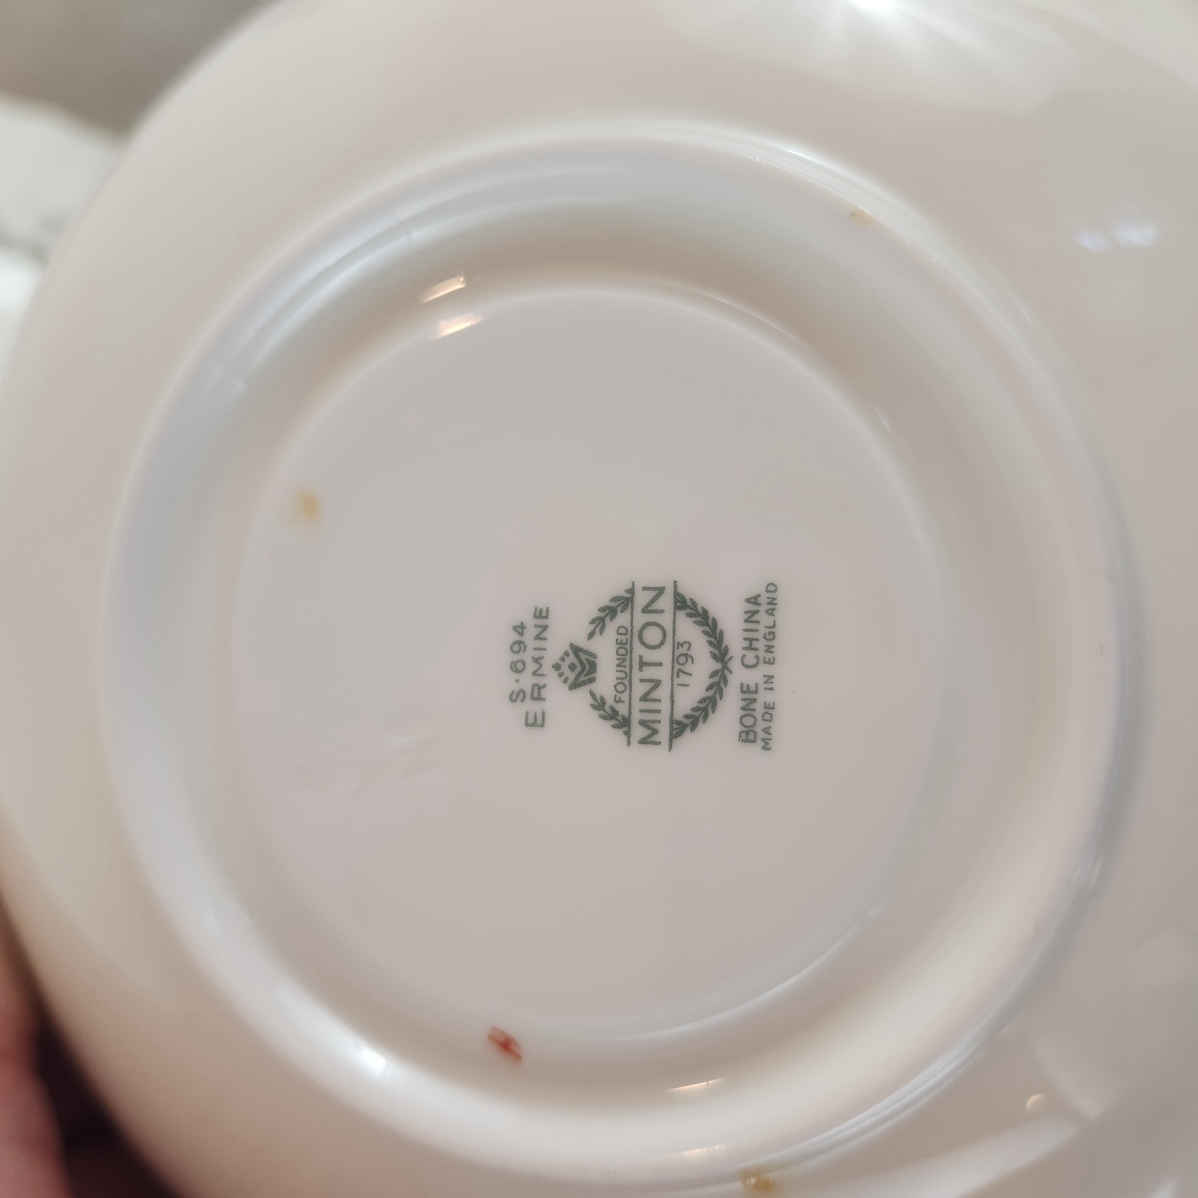 S·694
ERMINE
FOUNDED
MINTON
1793
BONE CHINA
MADE IN ENGLAND